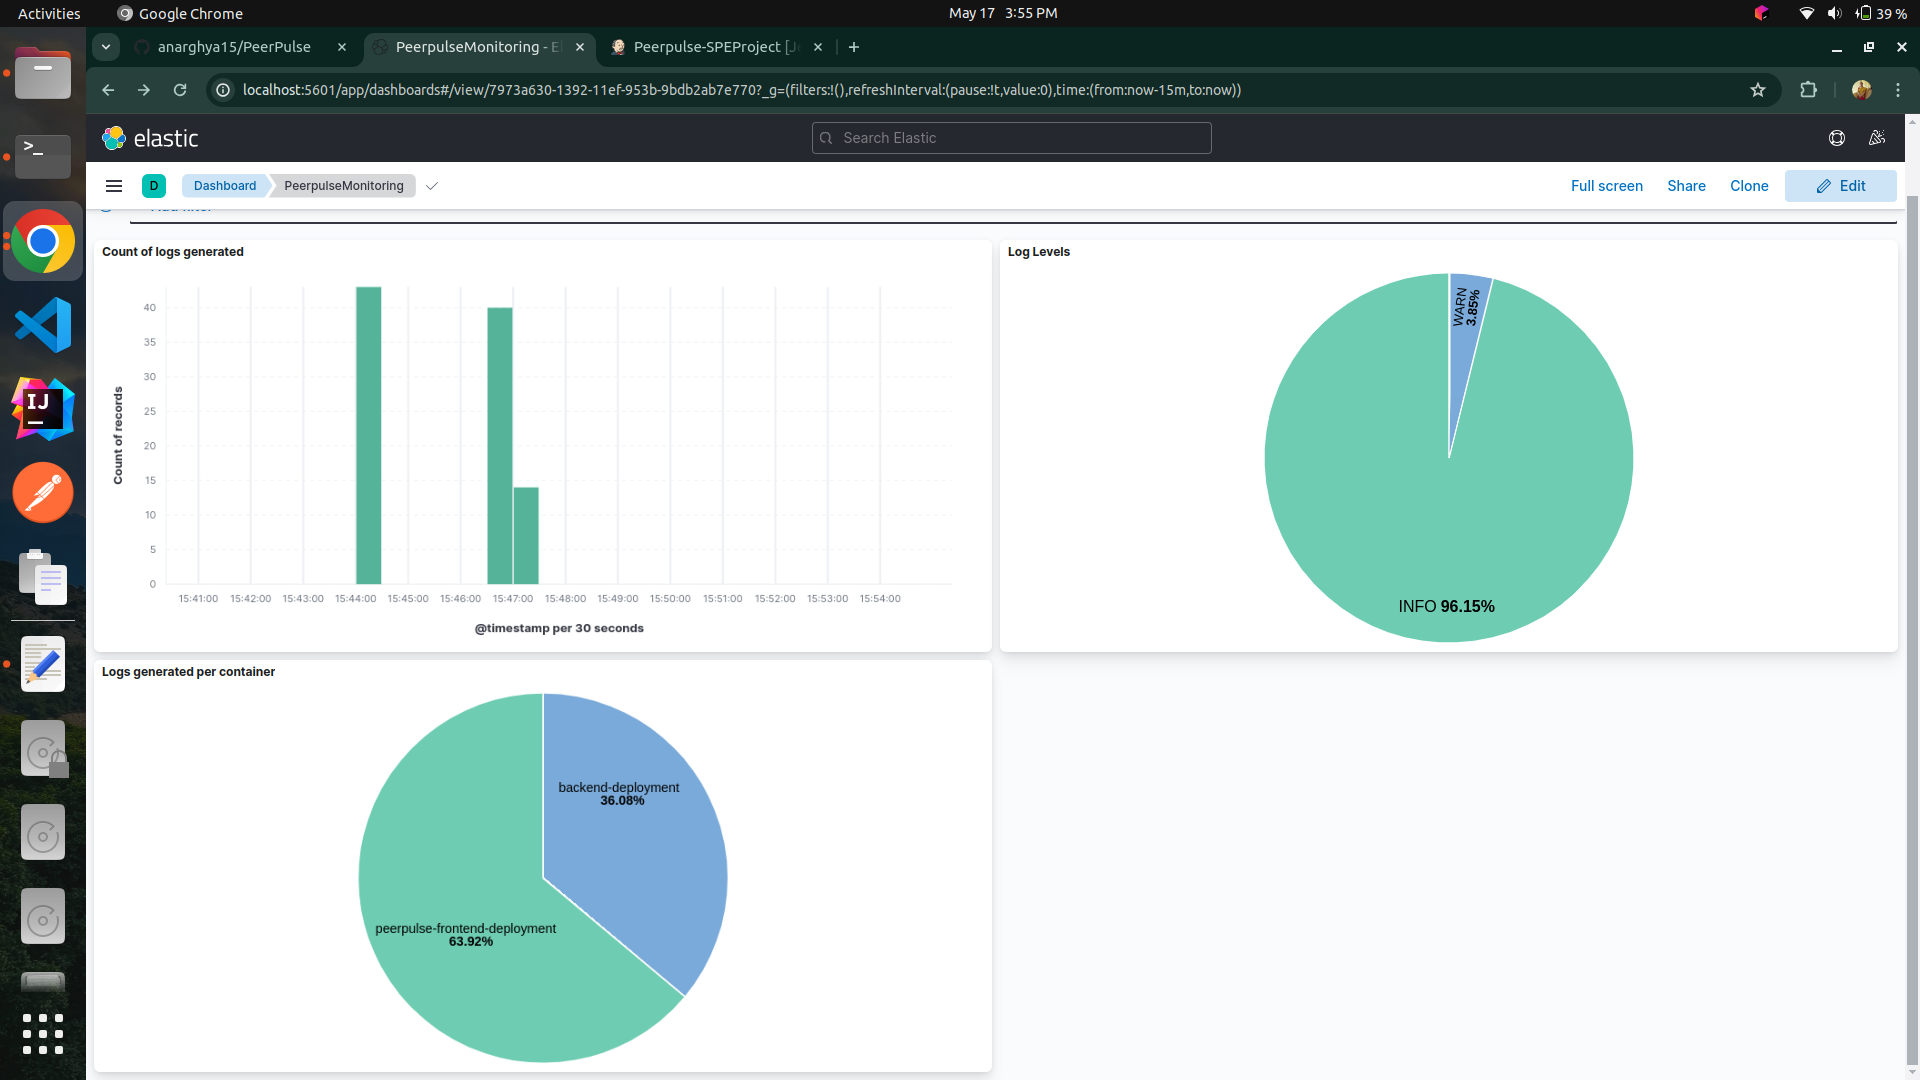 Activities
Google Chrome
May 17 3:55 PM
39 %
anarghya15/PeerPulse
PeerpulseMonitoring - El
Peerpulse-SPEProject [Je
localhost:5601/app/dashboards#/view/7973a630-1392-11ef-953b-9bdb2ab7e770?_g=(filters:!(),refreshInterval:(pause:!t,value:0),time:(from:now-15m,to:now))
elastic
Search Elastic
D
Dashboard
PeerpulseMonitoring
Full screen
Share
Clone
Edit
Count of logs generated
40
35
30
25
20
15
10
5
0
Count of records
15:41:00 15:42:00 15:43:00 15:44:00 15:45:00 15:46:00 15:47:00 15:48:00 15:49:00 15:50:00 15:51:00 15:52:00 15:53:00 15:54:00
@timestamp per 30 seconds
Log Levels
WARN
3.85%
INFO 96.15%
Logs generated per container
backend-deployment
36.08%
peerpulse-frontend-deployment
63.92%
>_
IJ